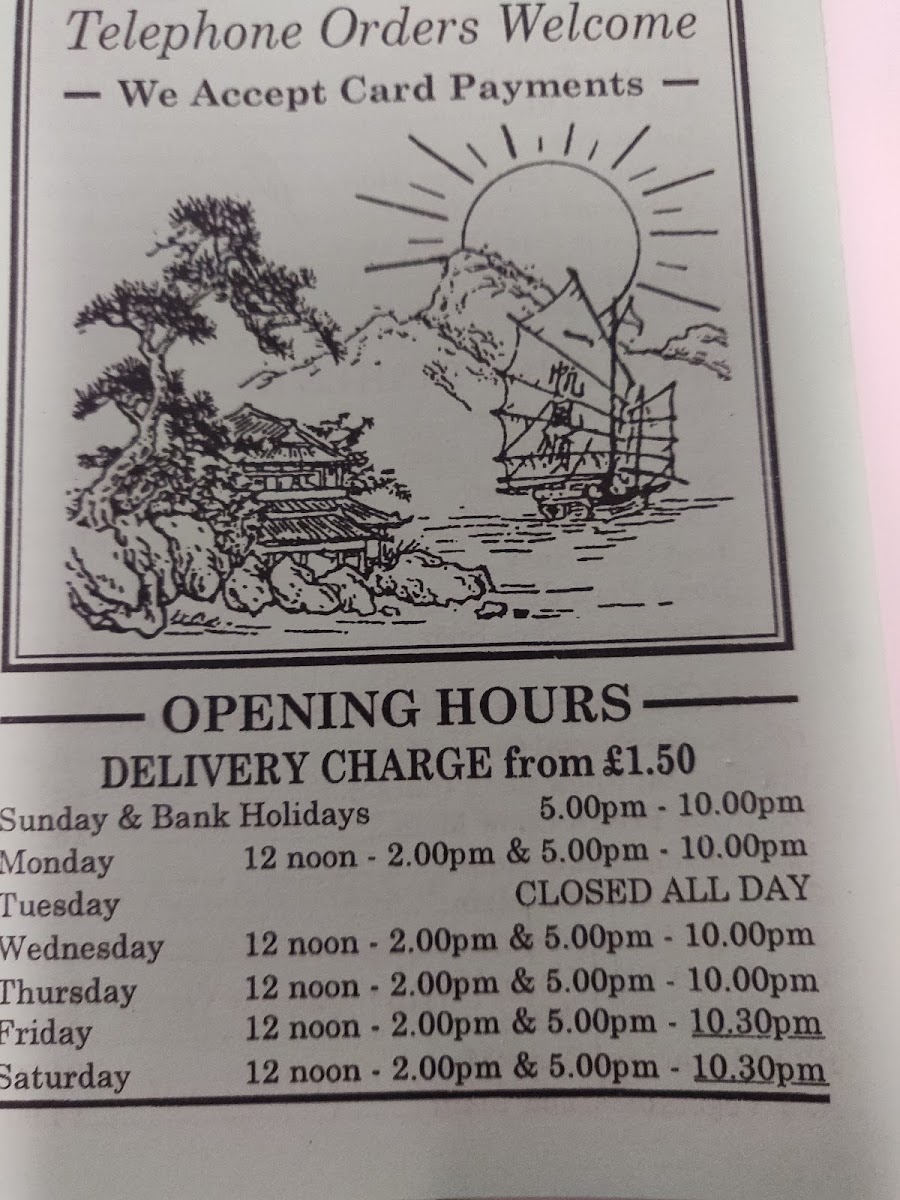 Telephone Orders Welcome
— We Accept Card Payments —
帆風順
OPENING HOURS
DELIVERY CHARGE from £1.50
Sunday & Bank Holidays 5.00pm - 10.00pm
Monday 12 noon - 2.00pm & 5.00pm - 10.00pm
Tuesday CLOSED ALL DAY
Wednesday 12 noon - 2.00pm & 5.00pm - 10.00pm
Thursday 12 noon - 2.00pm & 5.00pm - 10.00pm
Friday 12 noon - 2.00pm & 5.00pm - 10.30pm
Saturday 12 noon - 2.00pm & 5.00pm - 10.30pm